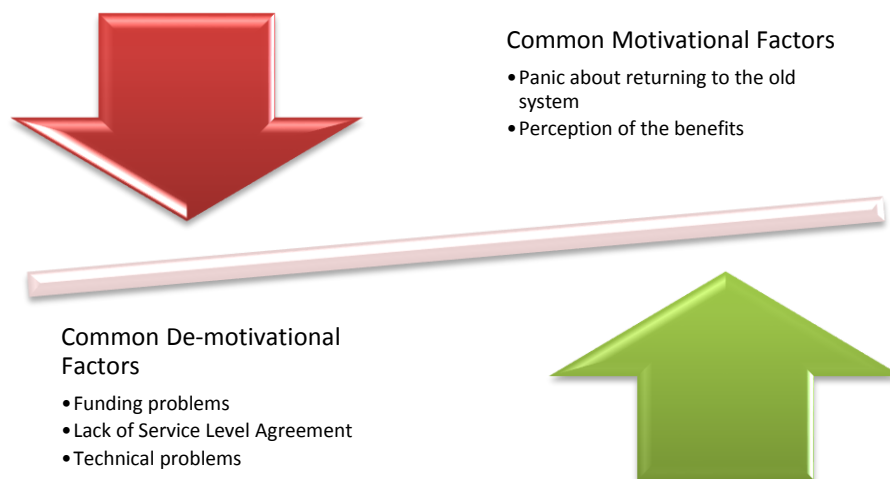 Common Motivational Factors
•Panic about returning to the old
system
•Perception of the benefits
Common De-motivational
Factors
•Funding problems
•Lack of Service Level Agreement
•Technical problems